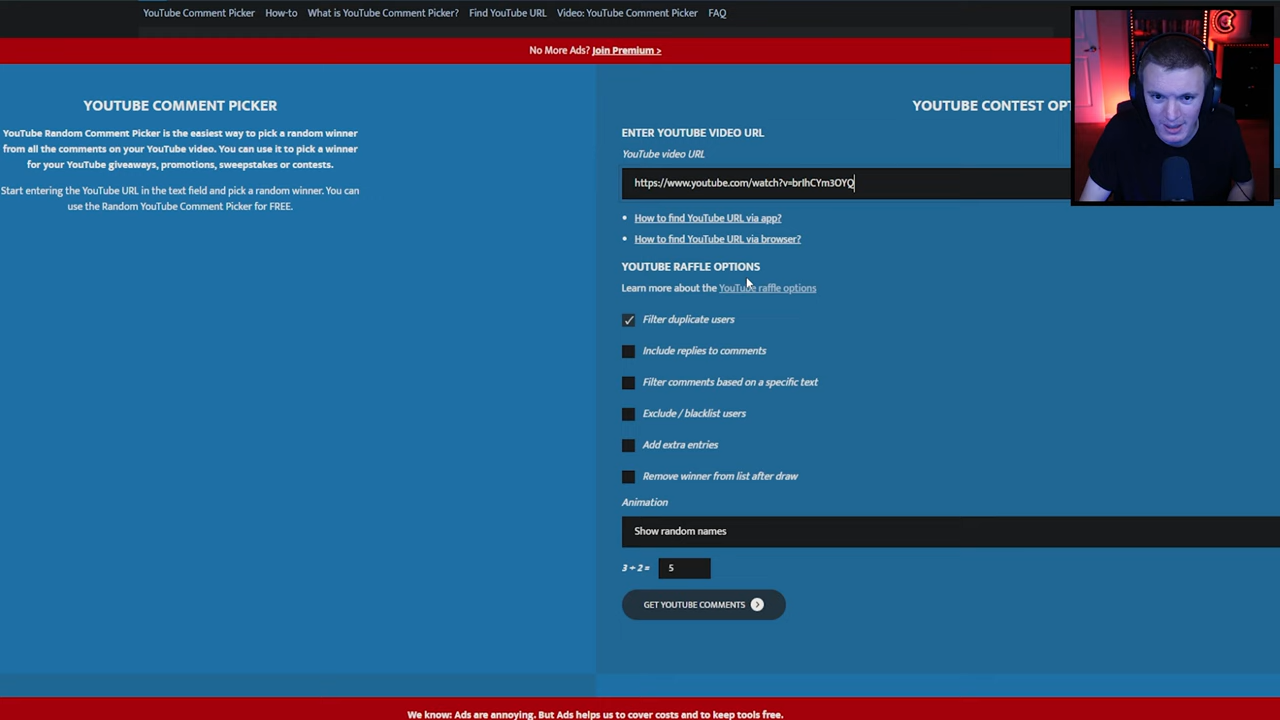 YouTube Comment Picker How-to What is YouTube Comment Picker? Find YouTube URL Video: YouTube Comment Picker FAQ
No More Ads? Join Premium >
YOUTUBE COMMENT PICKER
YouTube Random Comment Picker is the easiest way to pick a random winner
from all the comments on your YouTube video. You can use it to pick a winner
for your YouTube giveaways, promotions, sweepstakes or contests.
Start entering the YouTube URL in the text field and pick a random winner. You can
use the Random YouTube Comment Picker for FREE.
YOUTUBE CONTEST OPT
ENTER YOUTUBE VIDEO URL
YouTube video URL
https://www.youtube.com/watch?v=brIhCYm3OYQ
How to find YouTube URL via app?
How to find YouTube URL via browser?
YOUTUBE RAFFLE OPTIONS
Learn more about the YouTube raffle options
Filter duplicate users
Include replies to comments
Filter comments based on a specific text
Exclude / blacklist users
Add extra entries
Remove winner from list after draw
Animation
Show random names
3 + 2 = 5
GET YOUTUBE COMMENTS
We know: Ads are annoying. But Ads helps us to cover costs and to keep tools free.